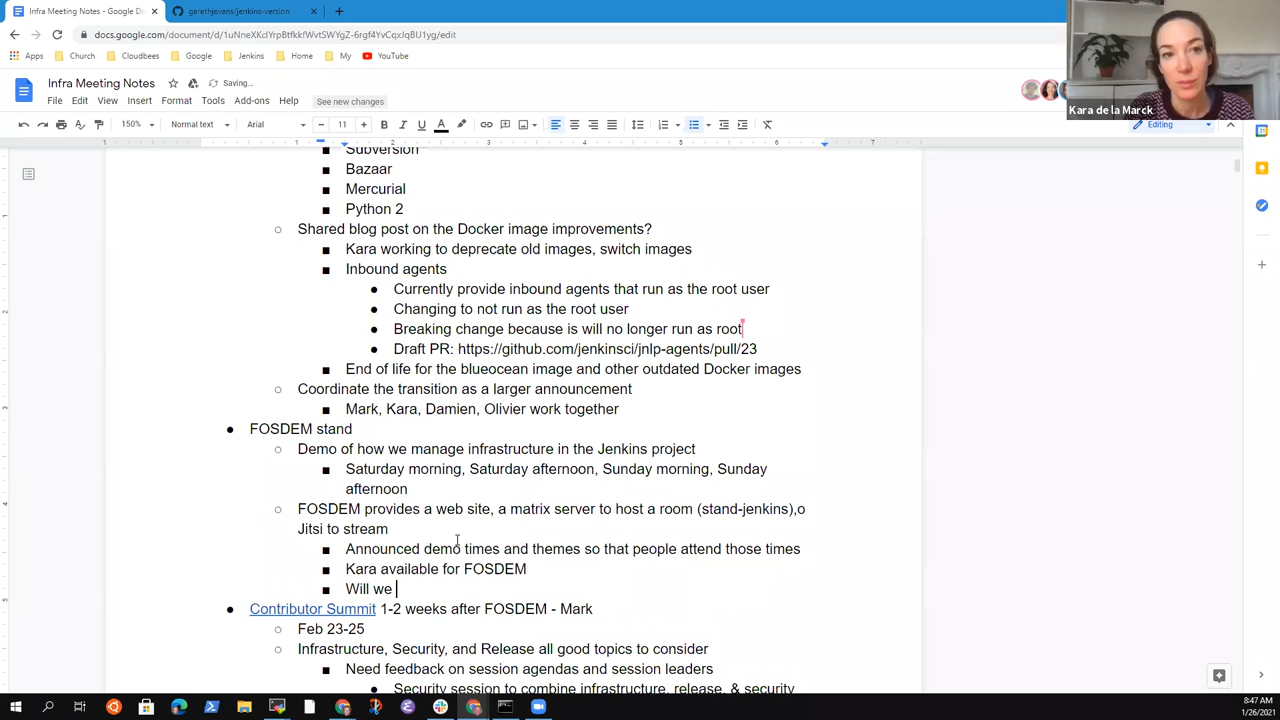 Infra Meeting Notes - Google Do
garethjevans/jenkins-version
docs.google.com/document/d/1uNneXKcIYrpBtfkkfWvtSWYgZ-6rgf4YvCqxJqBU1yg/edit
Apps Church Cloudbees Google Jenkins Home My YouTube
Infra Meeting Notes Saving...
File Edit View Insert Format Tools Add-ons Help See new changes
Kara de la Marck
150% Normal text Arial 11 Editing
1 1 2 3 4 5 6 7
Subversion
Bazaar
Mercurial
Python 2
Shared blog post on the Docker image improvements?
Kara working to deprecate old images, switch images
Inbound agents
Currently provide inbound agents that run as the root user
Changing to not run as the root user
Breaking change because is will no longer run as root
Draft PR: https://github.com/jenkinsci/jnlp-agents/pull/23
End of life for the blueocean image and other outdated Docker images
Coordinate the transition as a larger announcement
Mark, Kara, Damien, Olivier work together
FOSDEM stand
Demo of how we manage infrastructure in the Jenkins project
Saturday morning, Saturday afternoon, Sunday morning, Sunday
afternoon
FOSDEM provides a web site, a matrix server to host a room (stand-jenkins),o
Jitsi to stream
Announced demo times and themes so that people attend those times
Kara available for FOSDEM
Will we
Contributor Summit 1-2 weeks after FOSDEM - Mark
Feb 23-25
Infrastructure, Security, and Release all good topics to consider
Need feedback on session agendas and session leaders
Security session to combine infrastructure, release, & security
8:47 AM
1/26/2021